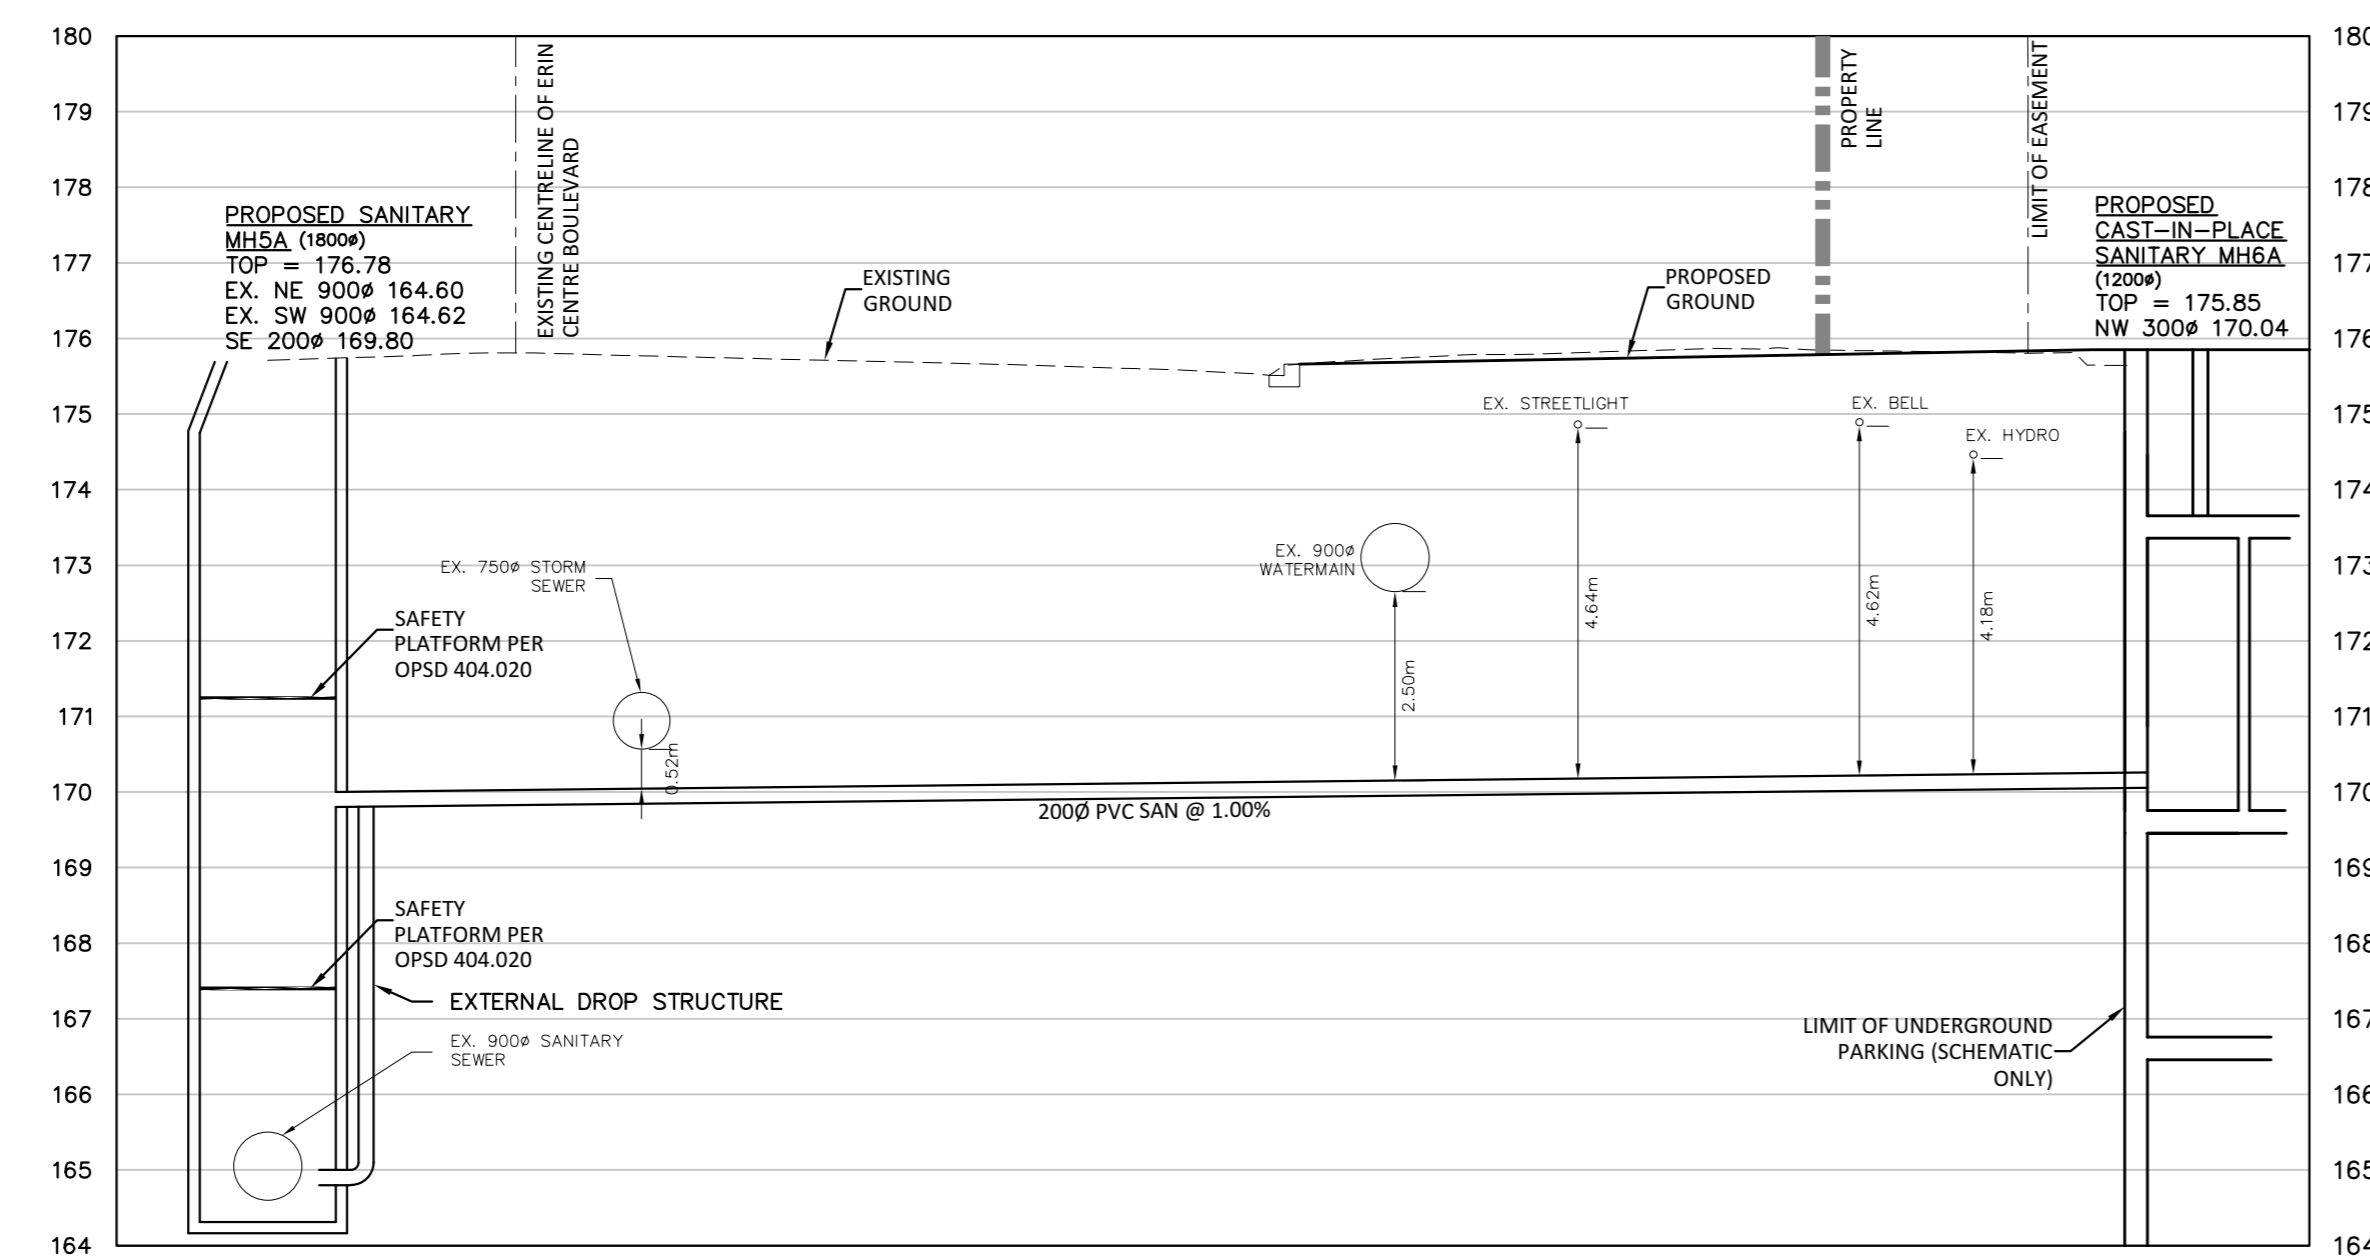 180
179
178
177
176
175
174
173
172
171
170
169
168
167
166
165
164
EXISTING CENTRELINE OF ERIN
CENTRE BOULEVARD
PROPERTY
LINE
LIMIT OF EASEMENT
PROPOSED SANITARY
MH5A (1800ø)
TOP = 176.78
EX. NE 900ø 164.60
EX. SW 900ø 164.62
SE 200ø 169.80
EXISTING
GROUND
PROPOSED
GROUND
PROPOSED
CAST-IN-PLACE
SANITARY MH6A
(1200ø)
TOP = 175.85
NW 300ø 170.04
EX. STREETLIGHT
EX. BELL
EX. HYDRO
EX. 750ø STORM
SEWER
EX. 900ø
WATERMAIN
SAFETY
PLATFORM PER
OPSD 404.020
0.52m
2.50m
4.64m
4.62m
4.18m
200Ø PVC SAN @ 1.00%
SAFETY
PLATFORM PER
OPSD 404.020
EXTERNAL DROP STRUCTURE
EX. 900ø SANITARY
SEWER
LIMIT OF UNDERGROUND
PARKING (SCHEMATIC
ONLY)